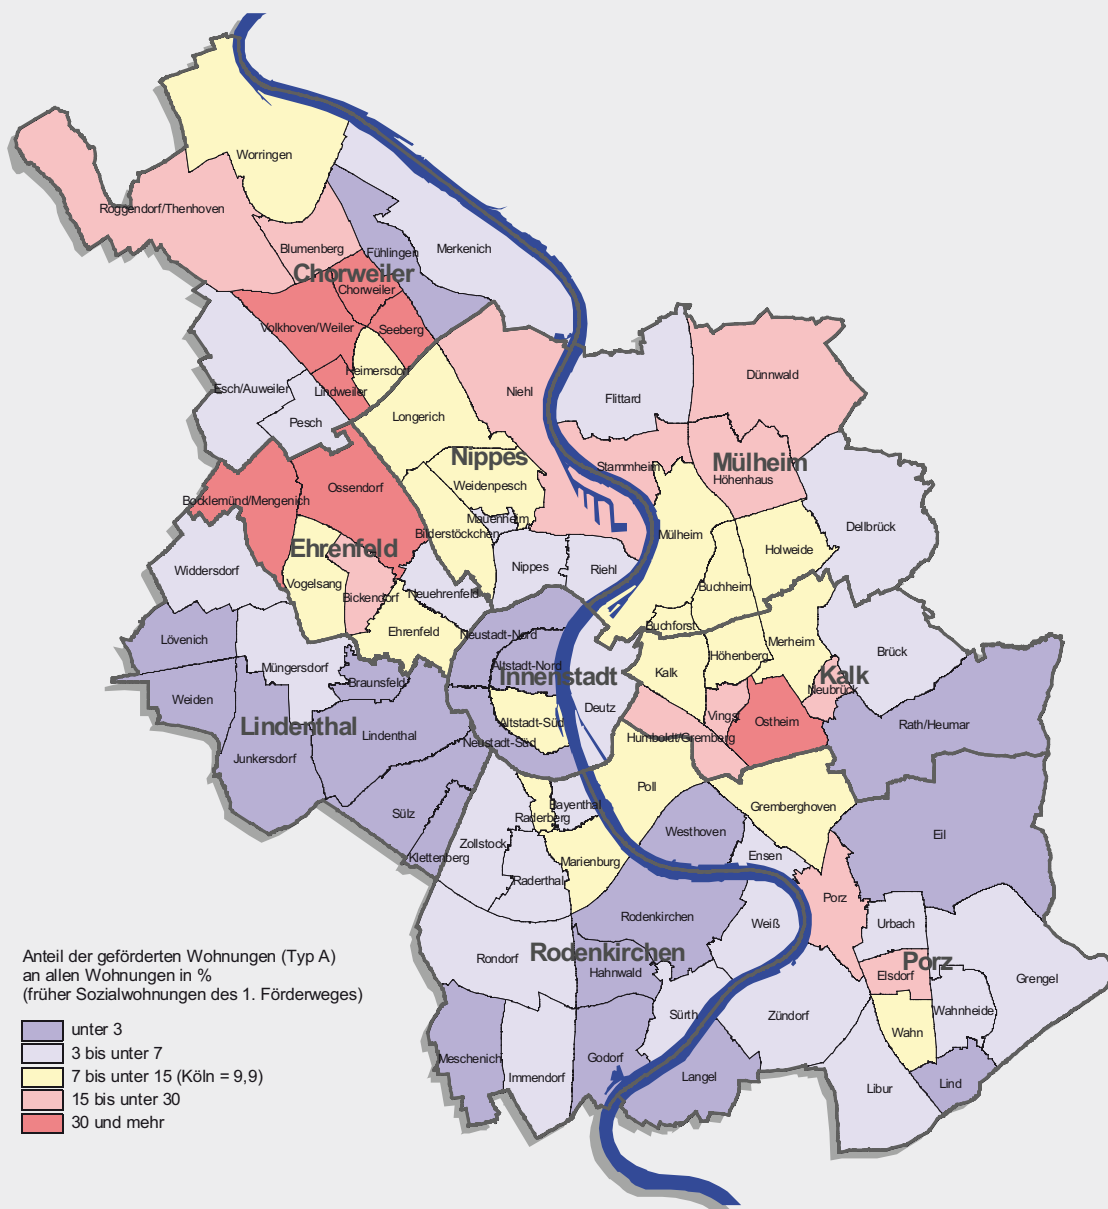 Worringen
Roggendorf/Thenhoven
Blumenberg
Fühlingen
Merkenich
Chorweiler
Chorweiler
Volkhoven/Weiler
Seeberg
Heimersdorf
Esch/Auweiler
Lindweiler
Pesch
Niehl
Longerich
Flittard
Dünnwald
Nippes
Stammheim
Mülheim
Höhenhaus
Weidenpesch
Ossendorf
Bocklemünd/Mengenich
Mauenheim
Bilderstöckchen
Mülheim
Dellbrück
Ehrenfeld
Holweide
Widdersdorf
Nippes
Riehl
Vogelsang
Buchheim
Bickendorf
Neuehrenfeld
Buchforst
Ehrenfeld
Neustadt-Nord
Lövenich
Merheim
Brück
Höhenberg
Müngersdorf
Altstadt-Nord
Innenstadt
Kalk
Kalk
Braunsfeld
Neubrück
Weiden
Deutz
Vings
Ostheim
Altstadt-Süd
Rath/Heumar
Lindenthal
Lindenthal
Neustadt-Süd
Humboldt/Gremberg
Junkersdorf
Poll
Bayenthal
Gremberghoven
Sülz
Raderberg
Westhoven
Eil
Zollstock
Klettenberg
Marienburg
Ensen
Raderthal
Porz
Rodenkirchen
Weiß
Urbach
Rodenkirchen
Rondorf
Porz
Hahnwald
Elsdorf
Grengel
Sürth
Zündorf
Wahnheide
Wahn
Meschenich
Godorf
Immendorf
Langel
Libur
Lind
Anteil der geförderten Wohnungen (Typ A)
an allen Wohnungen in %
(früher Sozialwohnungen des 1. Förderweges)
unter 3
3 bis unter 7
7 bis unter 15 (Köln = 9,9)
15 bis unter 30
30 und mehr